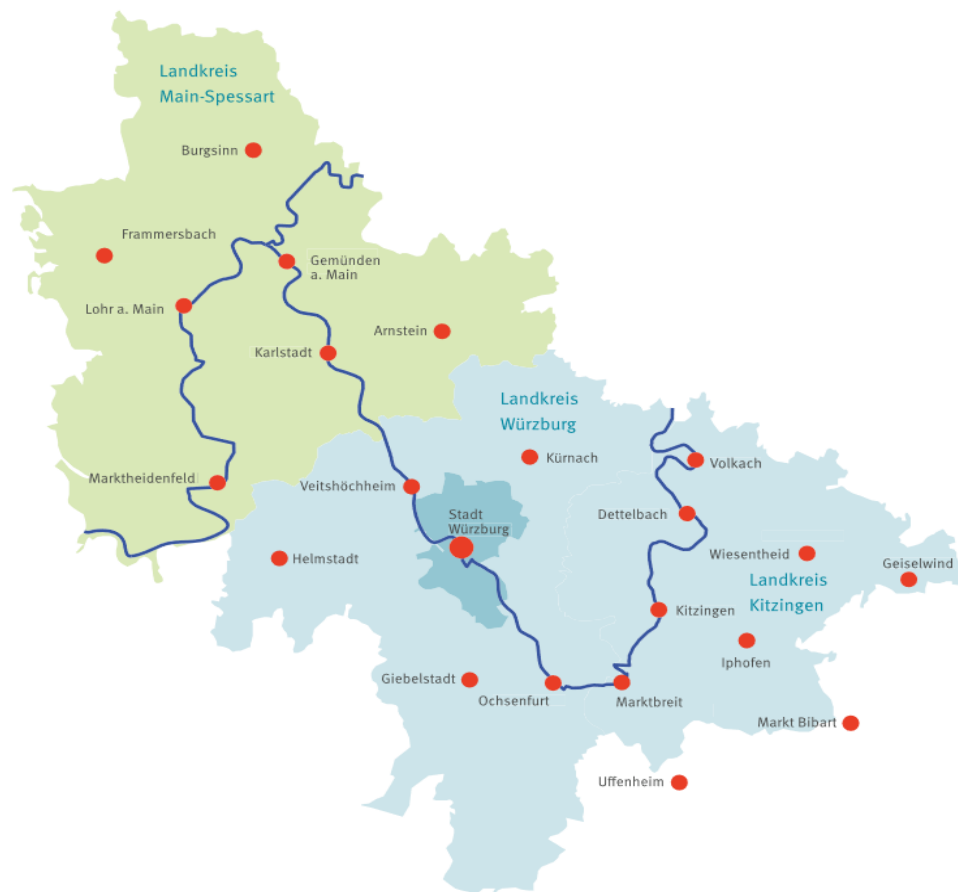 Landkreis
Main-Spessart
Burgsinn
Frammersbach
Gemünden
a. Main
Lohr a. Main
Arnstein
Karlstadt
Landkreis
Würzburg
Kürnach
Volkach
Marktheidenfeld
Veitshöchheim
Stadt
Würzburg
Dettelbach
Helmstadt
Wiesentheid
Geiselwind
Landkreis
Kitzingen
Kitzingen
Iphofen
Giebelstadt
Ochsenfurt
Marktbreit
Markt Bibart
Uffenheim